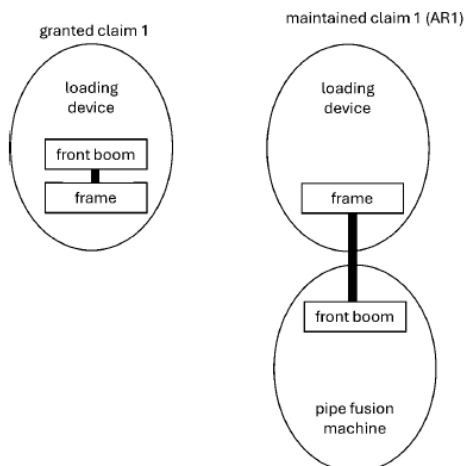 granted claim 1
loading
device
front boom
frame
maintained claim 1 (AR1)
loading
device
frame
front boom
pipe fusion
machine